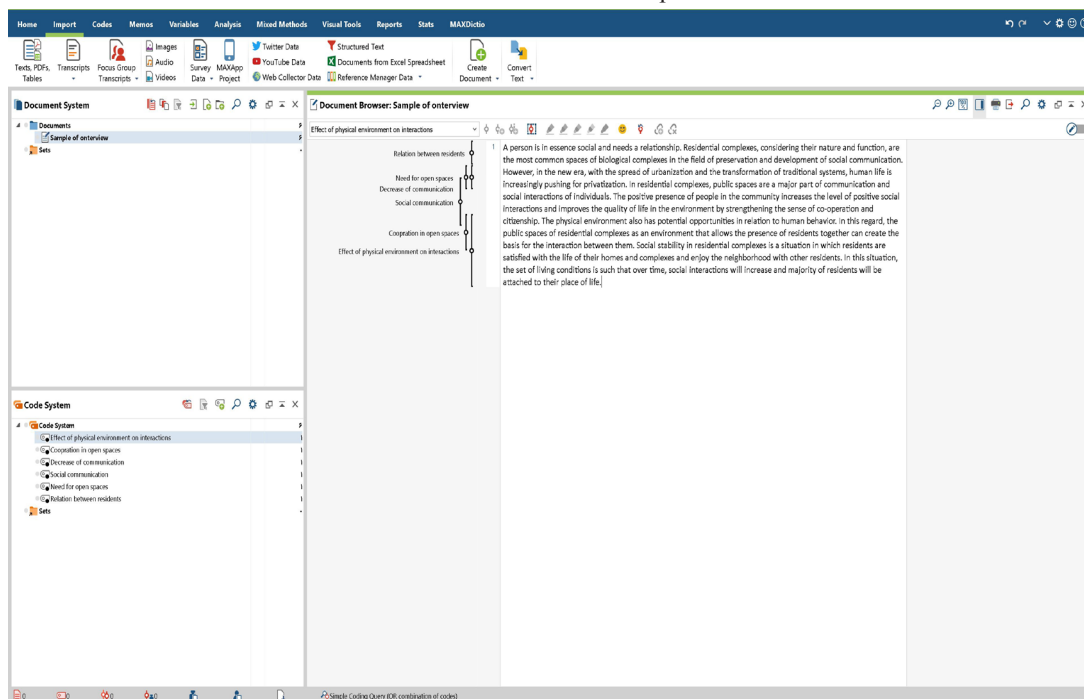 Home Import Codes Memos Variables Analysis Mixed Methods Visual Tools Reports Stats MAXDictio
Texts, PDFs, Tables
Transcripts
Focus Group Transcripts
Images
Audio
Videos
Survey Data
MAXApp Project
Twitter Data
YouTube Data
Web Collector Data
Structured Text
Documents from Excel Spreadsheet
Reference Manager Data
Create Document
Convert Text
Document System
Documents
Sample of onterview
Sets
Document Browser: Sample of onterview
Effect of physical environment on interactions
Relation between residents
Need for open spaces
Decrease of communication
Social communication
Coopration in open spaces
Effect of physical environment on interactions
1
A person is in essence social and needs a relationship. Residential complexes, considering their nature and function, are
the most common spaces of biological complexes in the field of preservation and development of social communication.
However, in the new era, with the spread of urbanization and the transformation of traditional systems, human life is
increasingly pushing for privatization. In residential complexes, public spaces are a major part of communication and
social interactions of individuals. The positive presence of people in the community increases the level of positive social
interactions and improves the quality of life in the environment by strengthening the sense of co-operation and
citizenship. The physical environment also has potential opportunities in relation to human behavior. In this regard, the
public spaces of residential complexes as an environment that allows the presence of residents together can create the
basis for the interaction between them. Social stability in residential complexes is a situation in which residents are
satisfied with the life of their homes and complexes and enjoy the neighborhood with other residents. In this situation,
the set of living conditions is such that over time, social interactions will increase and majority of residents will be
attached to their place of life.
Code System
Code System
Effect of physical environment on interactions
Coopration in open spaces
Decrease of communication
Social communication
Need for open spaces
Relation between residents
Sets
0
0
0
0
Simple Coding Query (OR combination of codes)